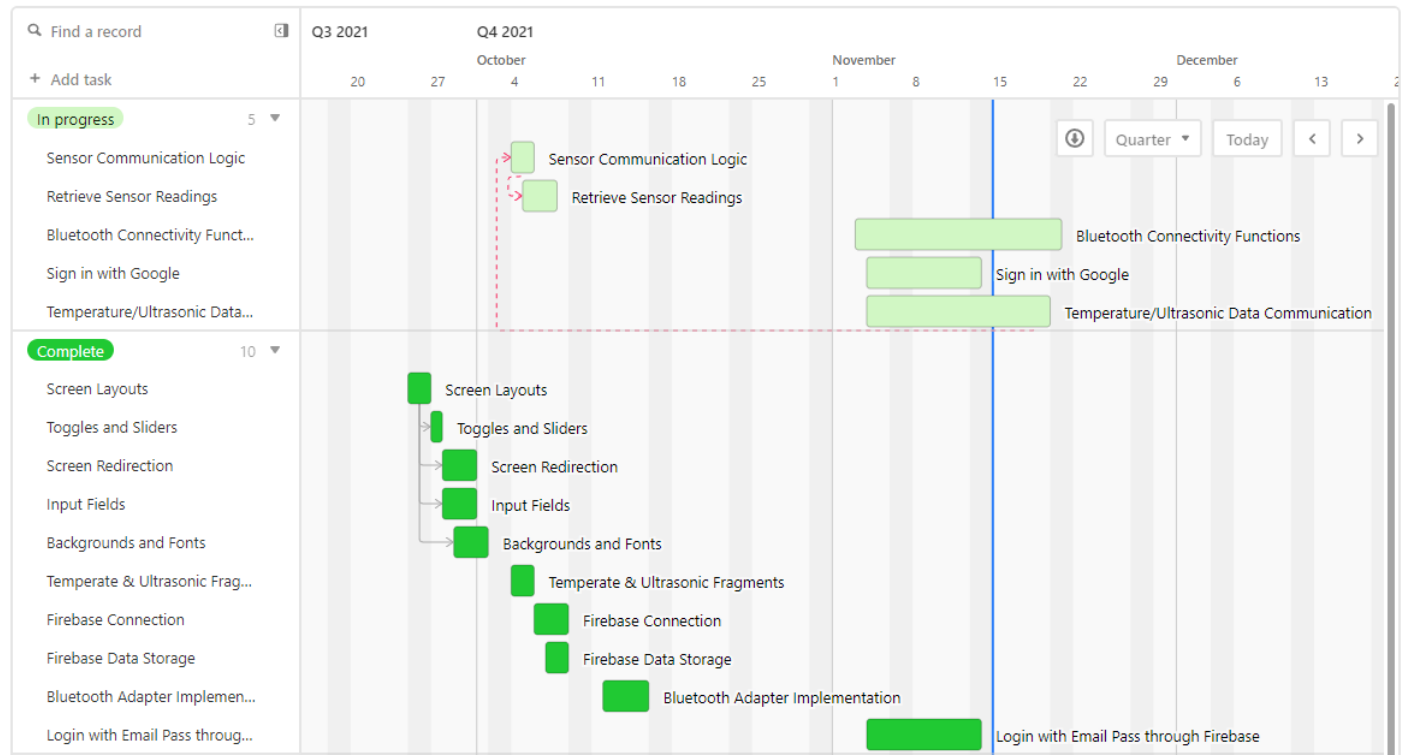 Find a record
Q3 2021 Q4 2021
October November December
+ Add task
20 27 4 11 18 25 1 8 15 22 29 6 13
In progress 5
Quarter Today
Sensor Communication Logic Sensor Communication Logic
Retrieve Sensor Readings Retrieve Sensor Readings
Bluetooth Connectivity Funct... Bluetooth Connectivity Functions
Sign in with Google Sign in with Google
Temperature/Ultrasonic Data... Temperature/Ultrasonic Data Communication
Complete 10
Screen Layouts Screen Layouts
Toggles and Sliders Toggles and Sliders
Screen Redirection Screen Redirection
Input Fields Input Fields
Backgrounds and Fonts Backgrounds and Fonts
Temperate & Ultrasonic Frag... Temperate & Ultrasonic Fragments
Firebase Connection Firebase Connection
Firebase Data Storage Firebase Data Storage
Bluetooth Adapter Implemen... Bluetooth Adapter Implementation
Login with Email Pass throug... Login with Email Pass through Firebase